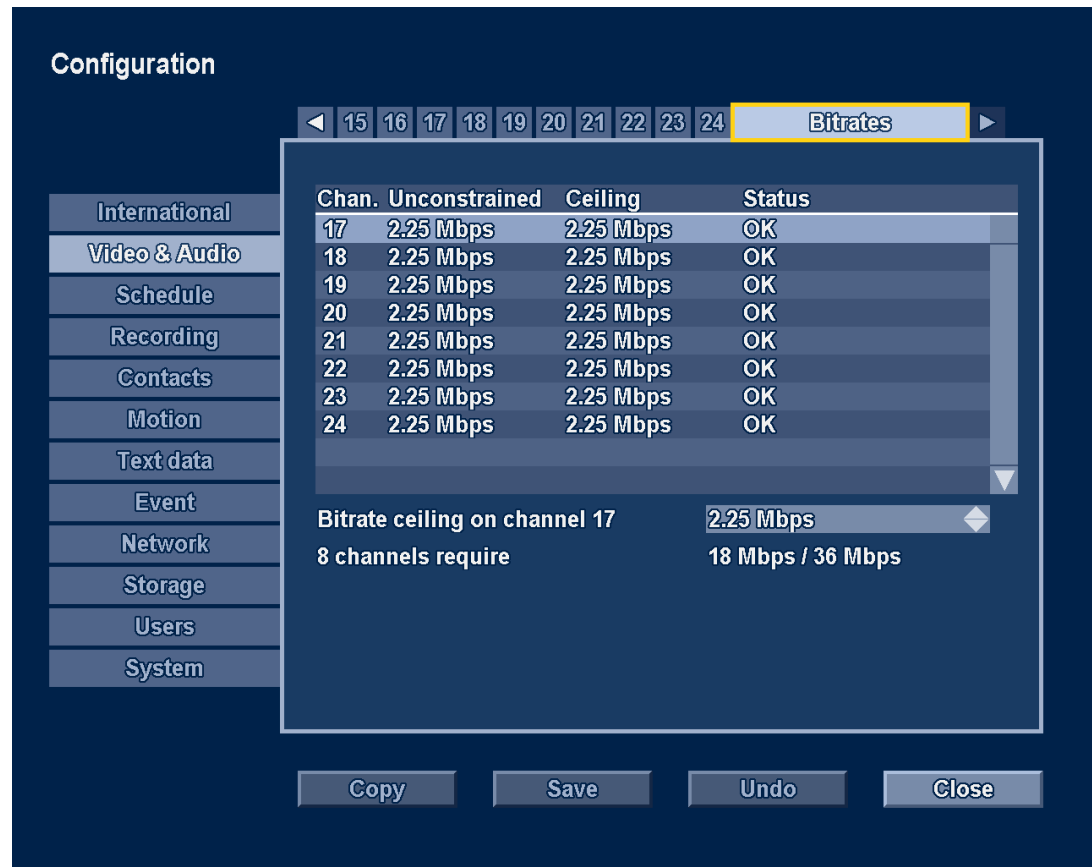 Configuration
15 16 17 18 19 20 21 22 23 24 Bitrates
International
Video & Audio
Schedule
Recording
Contacts
Motion
Text data
Event
Network
Storage
Users
System
Chan. Unconstrained Ceiling Status
17 2.25 Mbps 2.25 Mbps OK
18 2.25 Mbps 2.25 Mbps OK
19 2.25 Mbps 2.25 Mbps OK
20 2.25 Mbps 2.25 Mbps OK
21 2.25 Mbps 2.25 Mbps OK
22 2.25 Mbps 2.25 Mbps OK
23 2.25 Mbps 2.25 Mbps OK
24 2.25 Mbps 2.25 Mbps OK
Bitrate ceiling on channel 17 2.25 Mbps
8 channels require 18 Mbps / 36 Mbps
Copy Save Undo Close